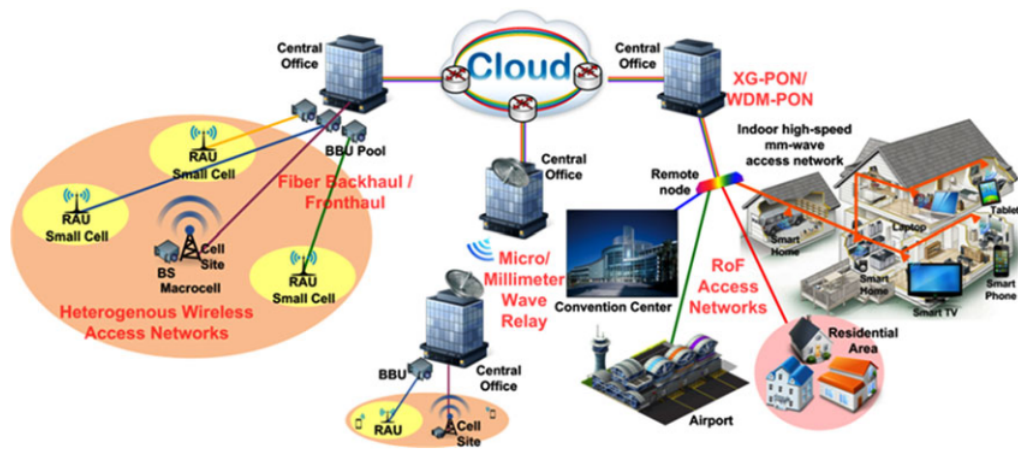 Central
Office
Cloud
Central
Office
XG-PON/
WDM-PON
BBU Pool
RAU
Small Cell
Fiber Backhaul /
Fronthaul
RAU
Small Cell
BS
Macrocell
Cell
Site
RAU
Small Cell
Heterogenous Wireless
Access Networks
Central
Office
Micro/
Millimeter
Wave
Relay
BBU
Central
Office
RAU
Cell
Site
Indoor high-speed
mm-wave
access network
Remote
node
Convention Center
RoF
Access
Networks
Smart
Home
Laptop
Tablet
Smart
Home
Smart
Phone
Smart TV
Airport
Residential
Area